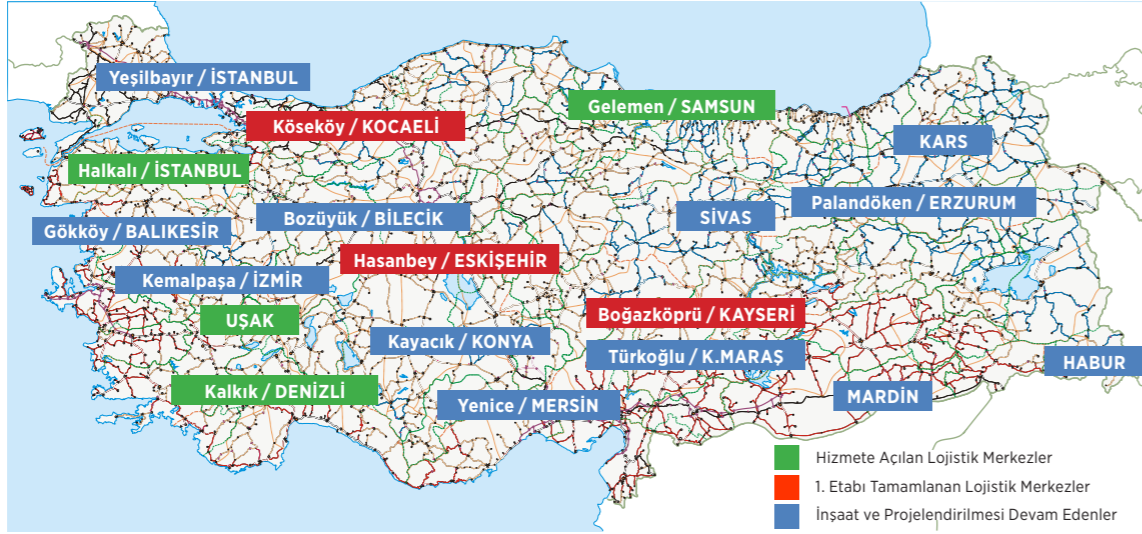 Yeşilbayır / İSTANBUL
Gelemen / SAMSUN
Köseköy / KOCAELİ
KARS
Halkalı / İSTANBUL
Palandöken / ERZURUM
Bozüyük / BİLECİK
SİVAS
Gökköy / BALIKESİR
Hasanbey / ESKİŞEHİR
Kemalpaşa / İZMİR
Boğazköprü / KAYSERİ
UŞAK
Kayacık / KONYA
Türkoğlu / K.MARAŞ
HABUR
Kalkık / DENİZLİ
MARDİN
Yenice / MERSİN
Hizmete Açılan Lojistik Merkezler
1. Etabı Tamamlanan Lojistik Merkezler
İnşaat ve Projelendirilmesi Devam Edenler